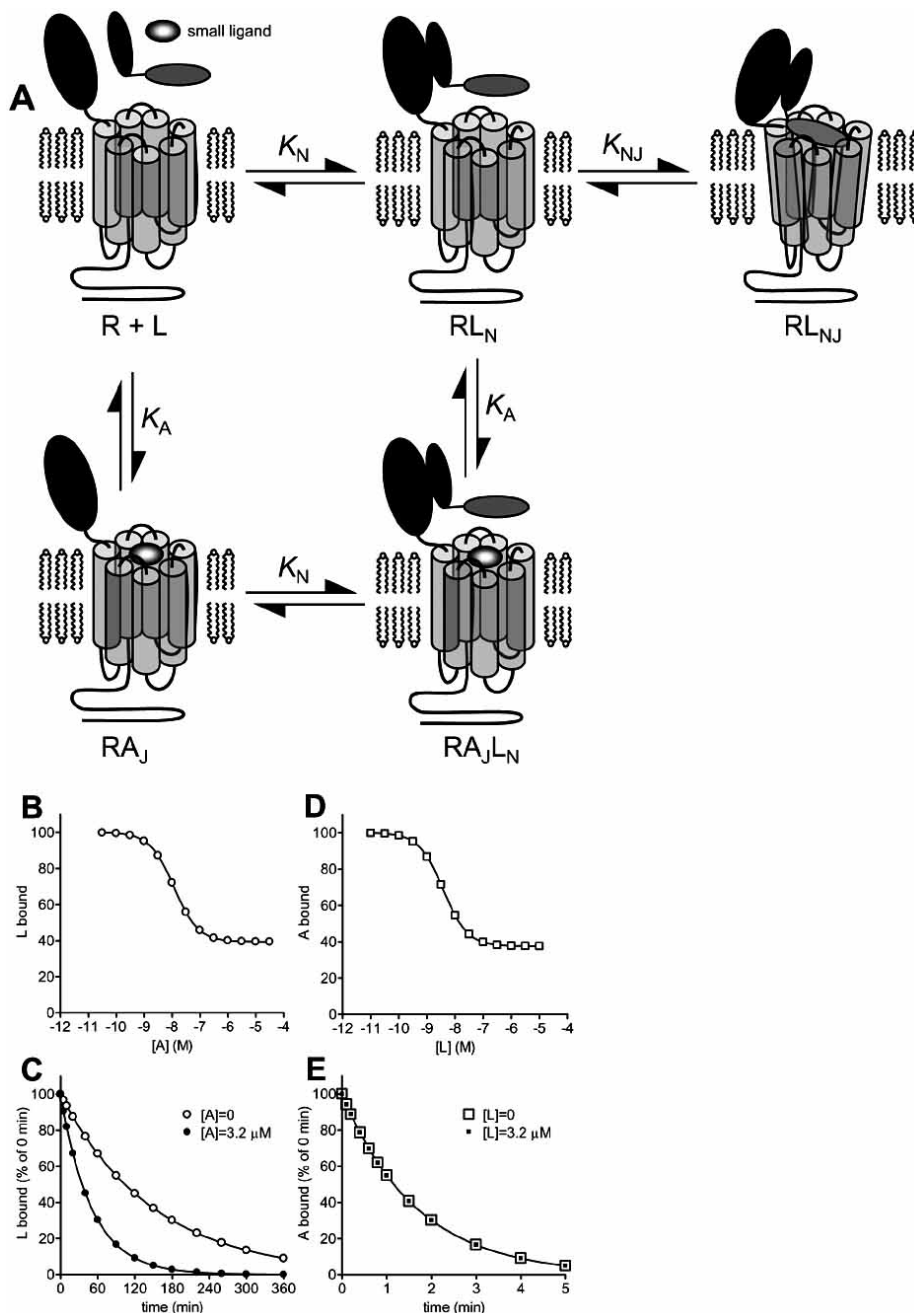 small ligand
A
K_N
K_NJ
R + L
RL_N
RL_NJ
K_A
K_A
K_N
RA_J
RA_JL_N
B
L bound
100
80
60
40
20
0
-12 -11 -10 -9 -8 -7 -6 -5 -4
[A] (M)
D
A bound
100
80
60
40
20
0
-12 -11 -10 -9 -8 -7 -6 -5 -4
[L] (M)
C
L bound (% of 0 min)
100
80
60
40
20
0
[A]=0
[A]=3.2 μM
0 60 120 180 240 300 360
time (min)
E
A bound (% of 0 min)
100
80
60
40
20
0
[L]=0
[L]=3.2 μM
0 1 2 3 4 5
time (min)